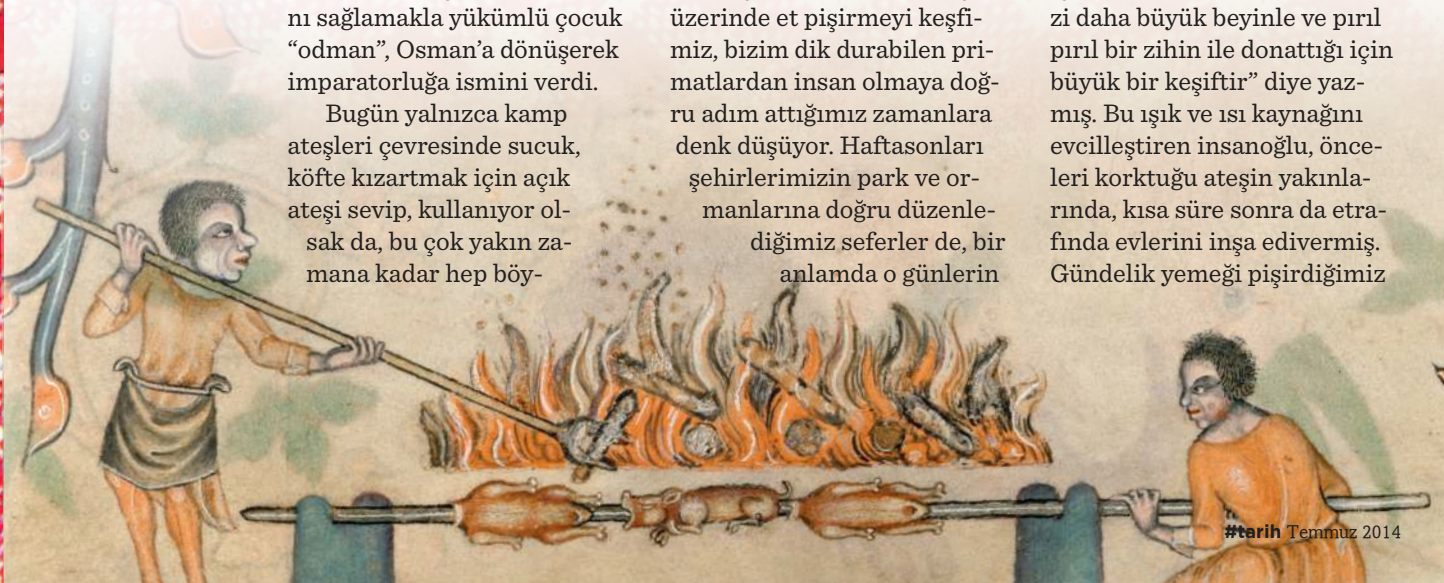 nı sağlamakla yükümlü çocuk
“odman”, Osman’a dönüşerek
imparatorluğa ismini verdi.
Bugün yalnızca kamp
ateşleri çevresinde sucuk,
köfte kızartmak için açık
ateşi sevip, kullanıyor ol-
sak da, bu çok yakın za-
mana kadar hep böy-
üzerinde et pişirmeyi keşfi-
miz, bizim dik durabilen pri-
matlardan insan olmaya doğ-
ru adım attığımız zamanlara
denk düşüyor. Haftasonları
şehirlerimizin park ve or-
manlarına doğru düzenle-
diğimiz seferler de, bir
anlamda o günlerin
zi daha büyük beyinle ve pırıl
pırıl bir zihin ile donattığı için
büyük bir keşiftir” diye yaz-
mış. Bu ışık ve ısı kaynağını
evcilleştiren insanoğlu, önce-
leri korktuğu ateşin yakınla-
rında, kısa süre sonra da etra-
fında evlerini inşa edivermiş.
Gündelik yemeği pişirdiğimiz
#tarih Temmuz 2014